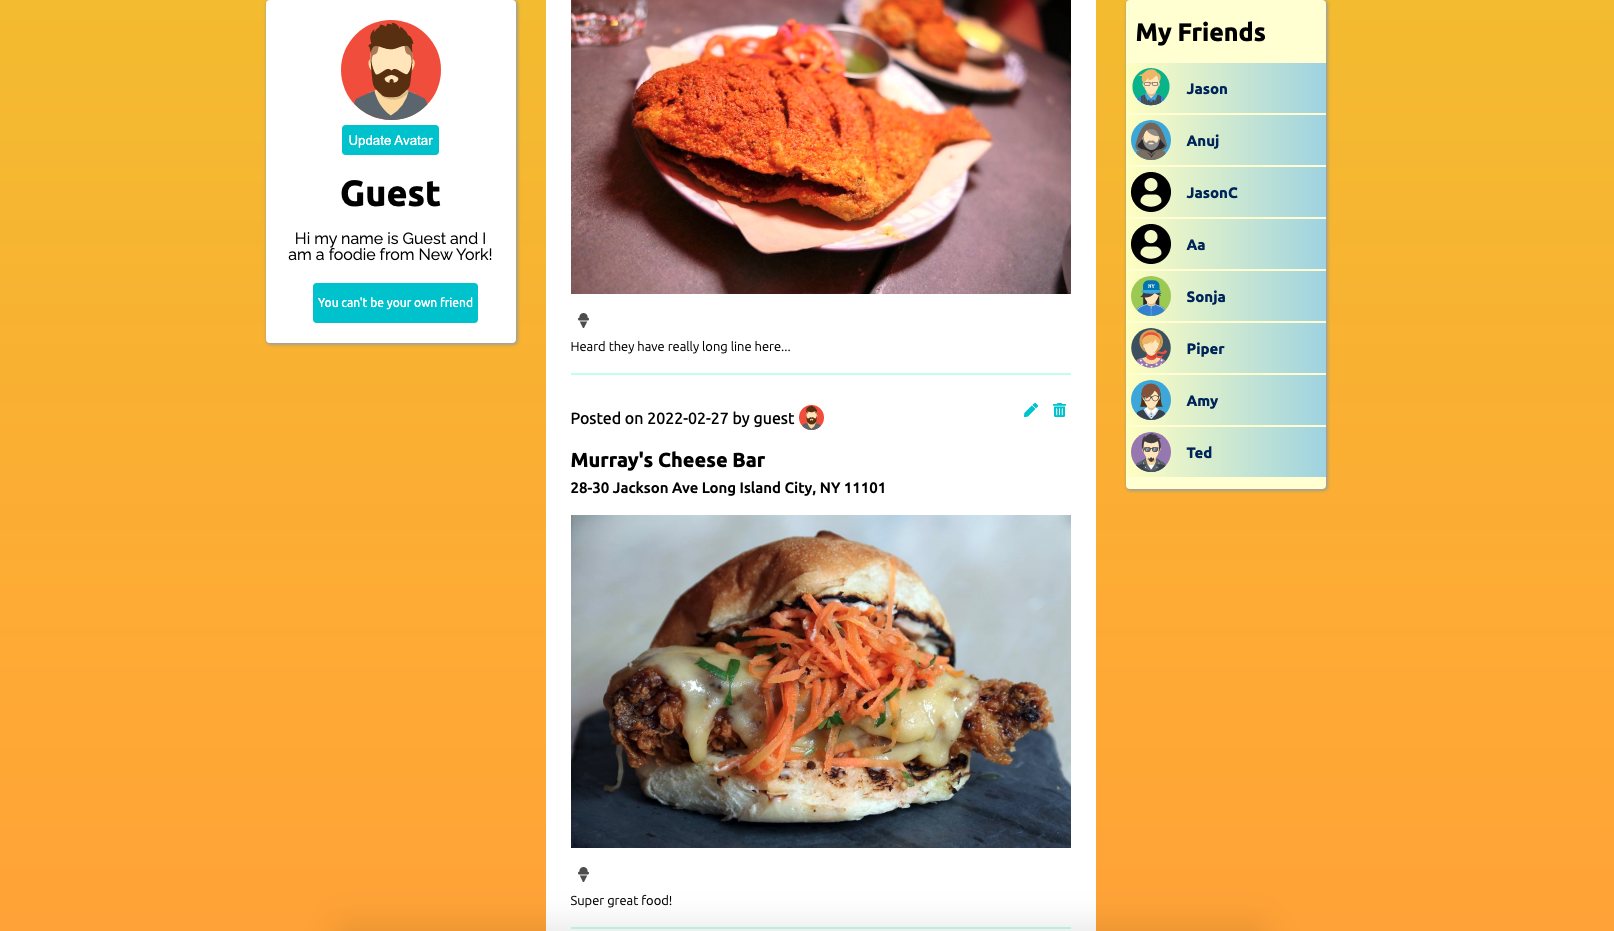 Update Avatar
Guest
Hi my name is Guest and I
am a foodie from New York!
You can't be your own friend
Heard they have really long line here...
Posted on 2022-02-27 by guest
Murray's Cheese Bar
28-30 Jackson Ave Long Island City, NY 11101
Super great food!
My Friends
Jason
Anuj
JasonC
Aa
NY
Sonja
Piper
Amy
Ted